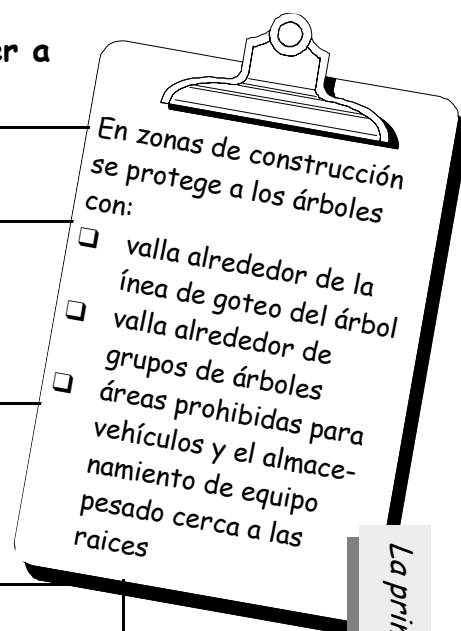 er a
En zonas de construcción
se protege a los árboles
con:
❏ valla alrededor de la
ínea de goteo del árbol
❏ valla alrededor de
grupos de árboles
❏ áreas prohibidas para
vehículos y el almace-
namiento de equipo
pesado cerca a las
raices
La prin